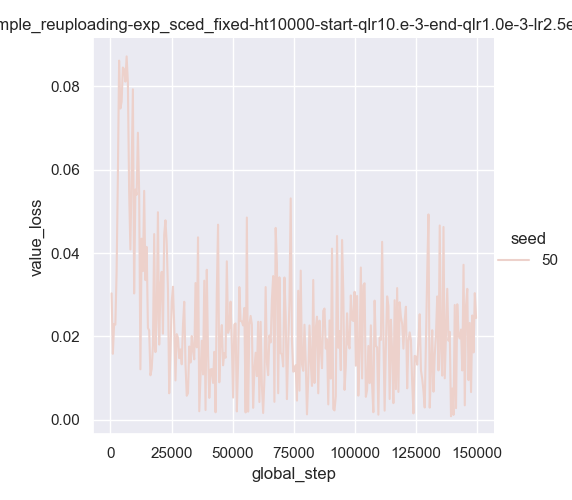 mple_reuploading-exp_sced_fixed-ht10000-start-qlr10.e-3-end-qlr1.0e-3-lr2.5e
0.08
0.06
0.04
0.02
0.00
value_loss
0 25000 50000 75000 100000 125000 150000
global_step
seed
50